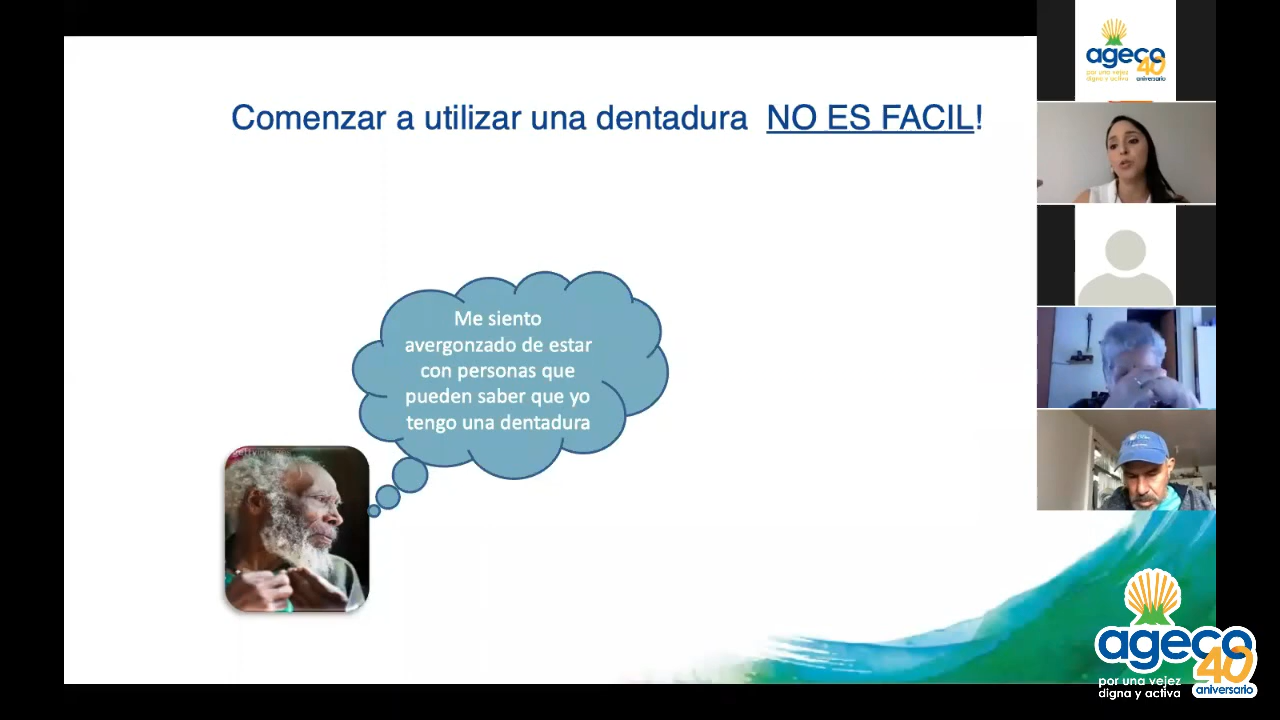 Comenzar a utilizar una dentadura NO ES FACIL!
Me siento
avergonzado de estar
con personas que
pueden saber que yo
tengo una dentadura
ageco
40
por una vejez
digna y activa
aniversario
ageco
40
por una vejez
digna y activa
aniversario